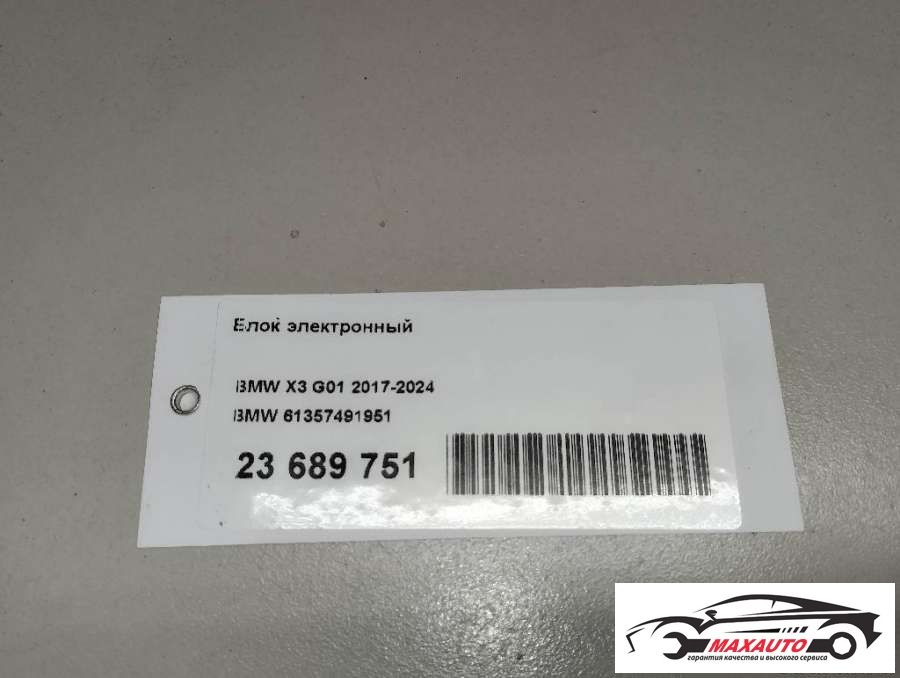 Блок электронный
BMW X3 G01 2017-2024
BMW 61357491951
23 689 751
MAXAUTO
гарантия качества и высокого сервиса